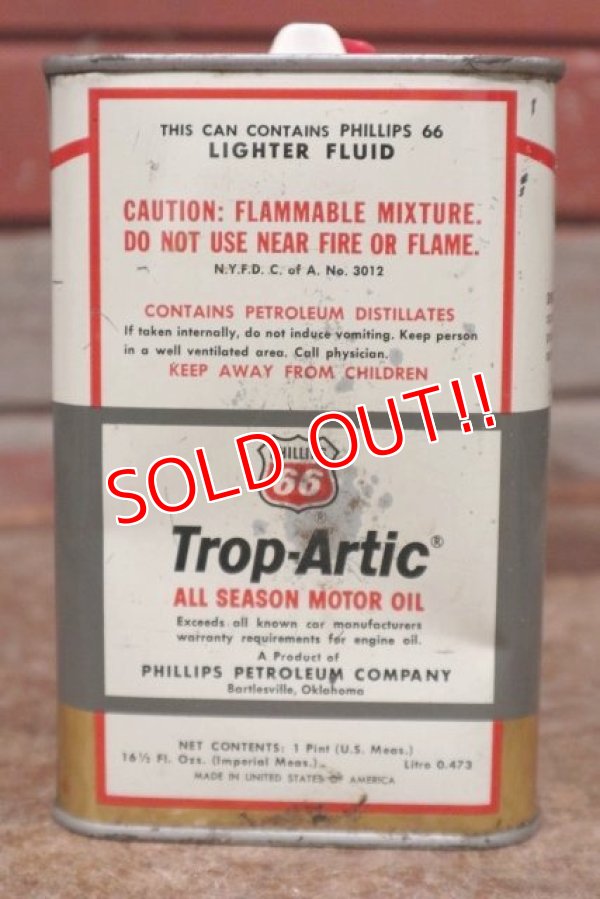 THIS CAN CONTAINS PHILLIPS 66
LIGHTER FLUID
CAUTION: FLAMMABLE MIXTURE.
DO NOT USE NEAR FIRE OR FLAME.
N.Y.F.D. C. of A. No. 3012
CONTAINS PETROLEUM DISTILLATES
If taken internally, do not induce vomiting. Keep person
in a well ventilated area. Call physician.
KEEP AWAY FROM CHILDREN
SOLD OUT!!
PHILLIPS
66
®
Trop-Artic®
ALL SEASON MOTOR OIL
Exceeds all known car manufacturers
warranty requirements for engine oil.
A Product of
PHILLIPS PETROLEUM COMPANY
Bartlesville, Oklahoma
NET CONTENTS: 1 Pint (U.S. Meas.)
16½ Fl. Ozs. (Imperial Meas.) Litro 0.473
MADE IN UNITED STATES OF AMERICA